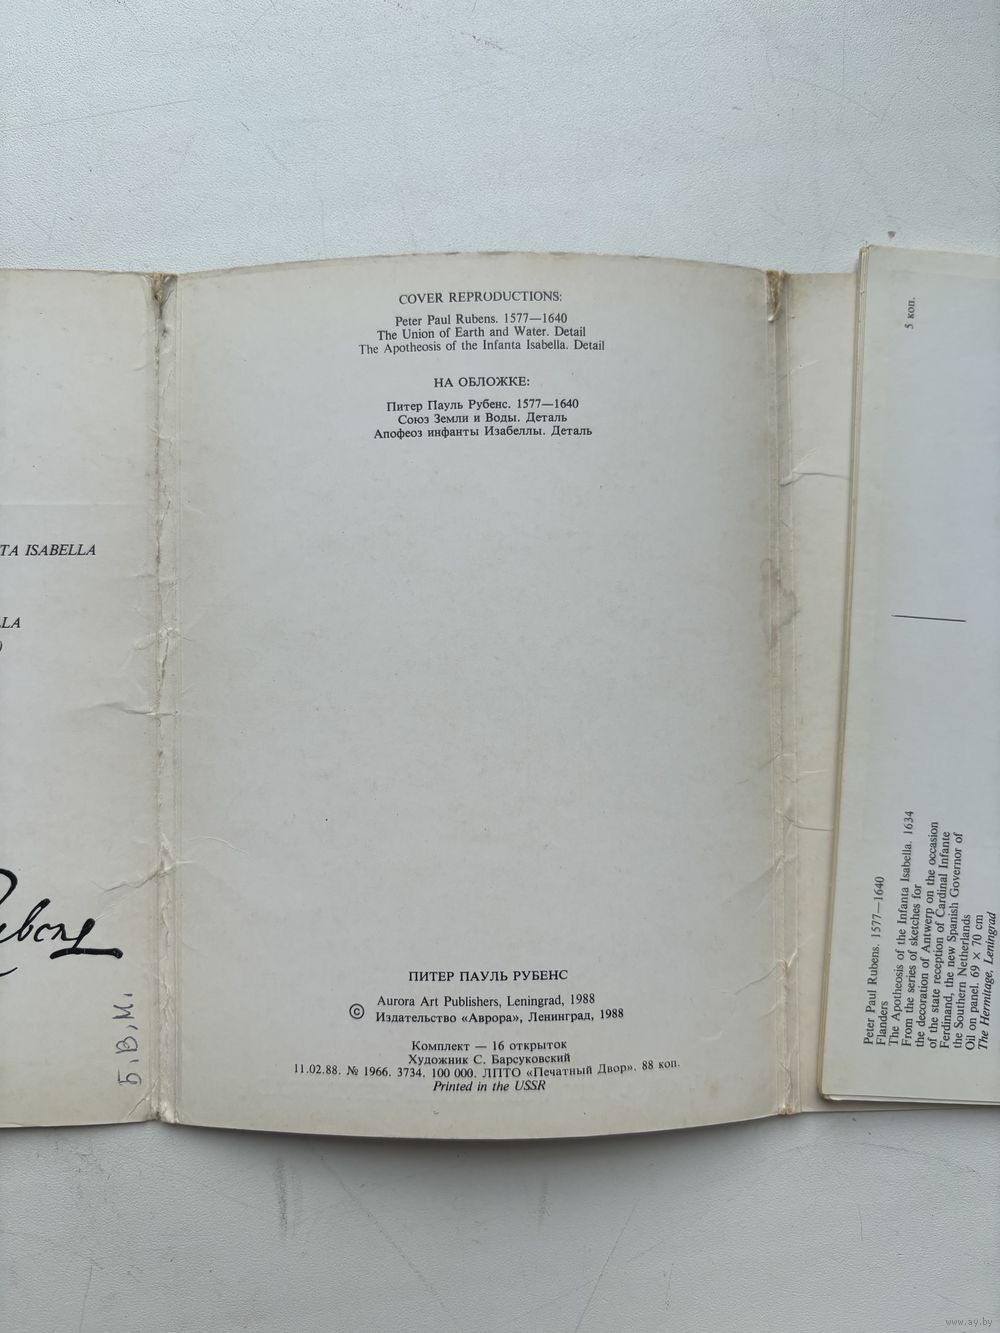 TA ISABELLA
LLA
)
Rubens
Б.В.М.
COVER REPRODUCTIONS:
Peter Paul Rubens. 1577—1640
The Union of Earth and Water. Detail
The Apotheosis of the Infanta Isabella. Detail
НА ОБЛОЖКЕ:
Питер Пауль Рубенс. 1577—1640
Союз Земли и Воды. Деталь
Апофеоз инфанты Изабеллы. Деталь
ПИТЕР ПАУЛЬ РУБЕНС
© Aurora Art Publishers, Leningrad, 1988
Издательство «Аврора», Ленинград, 1988
Комплект — 16 открыток
Художник С. Барсуковский
11.02.88. № 1966. 3734. 100 000. ЛПТО «Печатный Двор». 88 коп.
Printed in the USSR
5 коп.
Peter Paul Rubens. 1577—1640
Flanders
The Apotheosis of the Infanta Isabella. 1634
From the series of sketches for
the decoration of Antwerp on the occasion
of the state reception of Cardinal Infante
Ferdinand, the new Spanish Governor of
the Southern Netherlands
Oil on panel. 69 × 70 cm
The Hermitage, Leningrad
www.ay.by